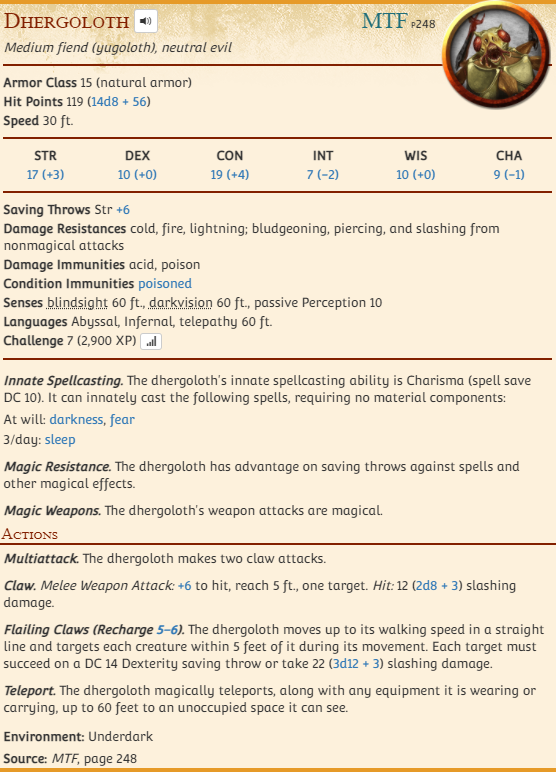 Dhergoloth MTF p248
Medium fiend (yugoloth), neutral evil
Armor Class 15 (natural armor)
Hit Points 119 (14d8 + 56)
Speed 30 ft.
STR DEX CON INT WIS CHA
17 (+3) 10 (+0) 19 (+4) 7 (−2) 10 (+0) 9 (−1)
Saving Throws Str +6
Damage Resistances cold, fire, lightning; bludgeoning, piercing, and slashing from
nonmagical attacks
Damage Immunities acid, poison
Condition Immunities poisoned
Senses blindsight 60 ft., darkvision 60 ft., passive Perception 10
Languages Abyssal, Infernal, telepathy 60 ft.
Challenge 7 (2,900 XP)
Innate Spellcasting. The dhergoloth's innate spellcasting ability is Charisma (spell save
DC 10). It can innately cast the following spells, requiring no material components:
At will: darkness, fear
3/day: sleep
Magic Resistance. The dhergoloth has advantage on saving throws against spells and
other magical effects.
Magic Weapons. The dhergoloth's weapon attacks are magical.
Actions
Multiattack. The dhergoloth makes two claw attacks.
Claw. Melee Weapon Attack: +6 to hit, reach 5 ft., one target. Hit: 12 (2d8 + 3) slashing
damage.
Flailing Claws (Recharge 5–6). The dhergoloth moves up to its walking speed in a straight
line and targets each creature within 5 feet of it during its movement. Each target must
succeed on a DC 14 Dexterity saving throw or take 22 (3d12 + 3) slashing damage.
Teleport. The dhergoloth magically teleports, along with any equipment it is wearing or
carrying, up to 60 feet to an unoccupied space it can see.
Environment: Underdark
Source: MTF, page 248